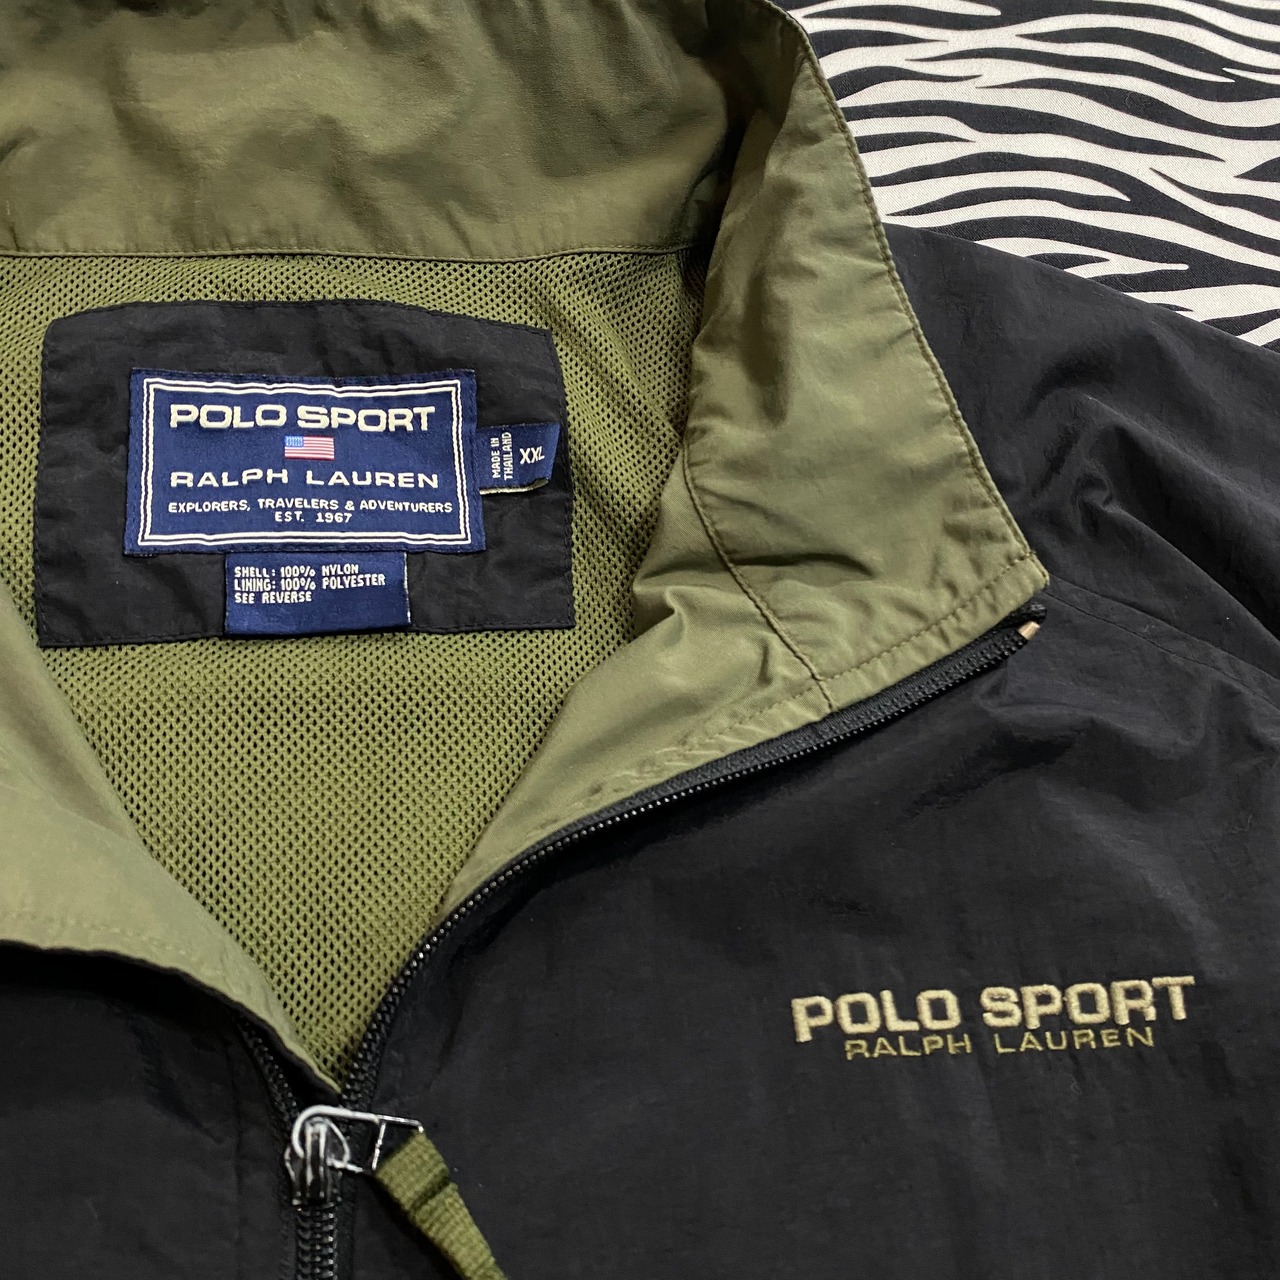 POLO SPORT
RALPH LAUREN
EXPLORERS, TRAVELERS & ADVENTURERS
EST. 1967
MADE IN
THAILAND
XXL
SHELL: 100% NYLON
LINING: 100% POLYESTER
SEE REVERSE
POLO SPORT
RALPH LAUREN